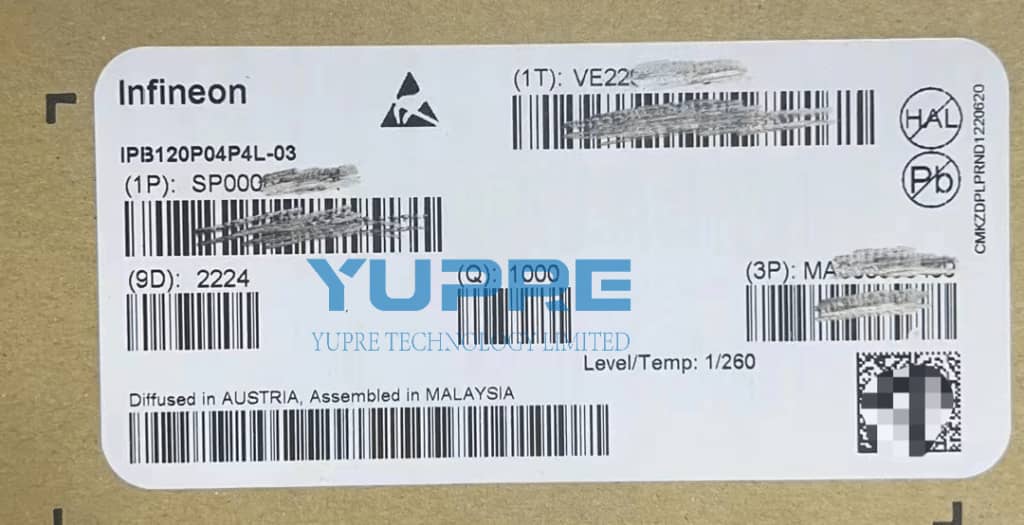 Infineon
(1T): VE22
IPB120P04P4L-03
(1P): SP000
HAL
Pb
CMKZDPLPRND1220620
(9D): 2224
(Q): 1000
(3P): MA
YUPRE
YUPRE TECHNOLOGY LIMITED
Level/Temp: 1/260
Diffused in AUSTRIA, Assembled in MALAYSIA